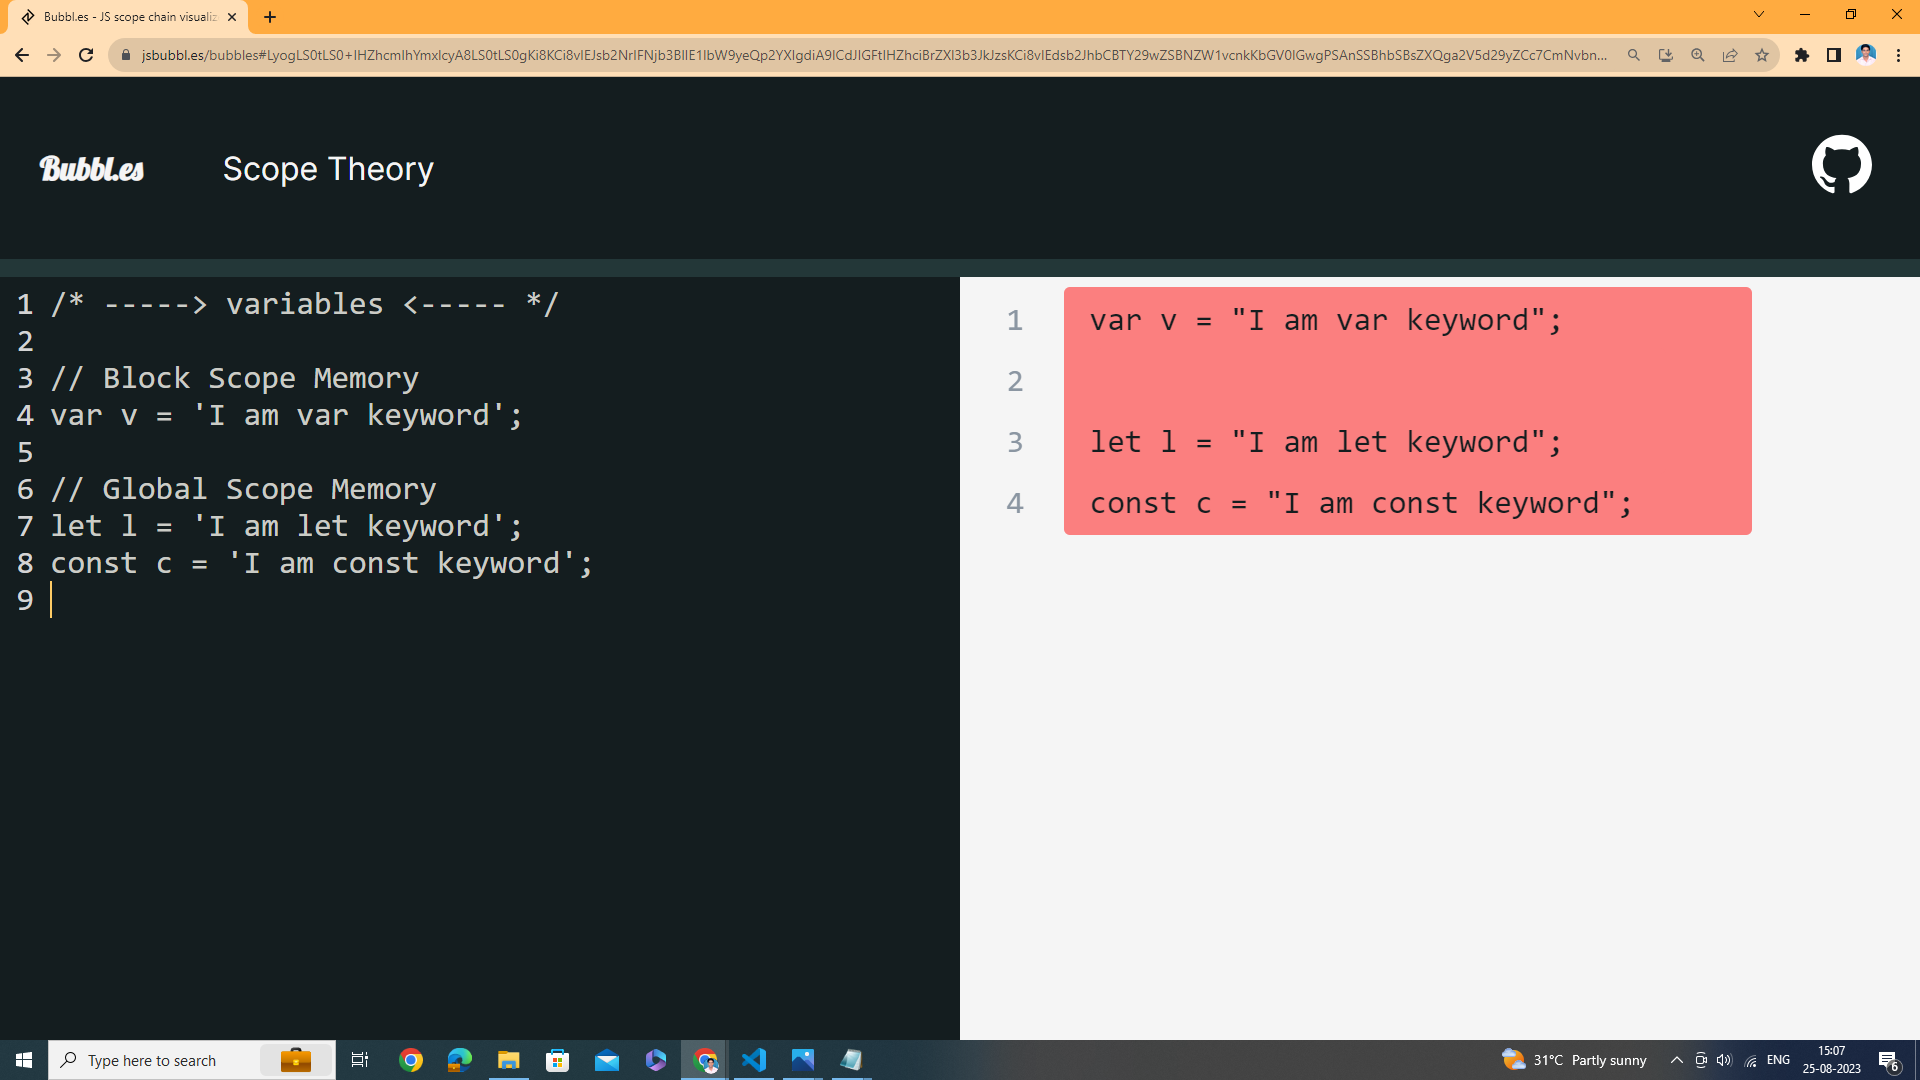 Bubbl.es - JS scope chain visualiz
jsbubbl.es/bubbles#LyogLS0tLS0+IHZhcmlhYmxlcyA8LS0tLS0gKi8KCi8vIEJsb2NrIFNjb3BlIE1lbW9yeQp2YXIgdiA9ICdJIGFtIHZhciBrZXl3b3JkJzsKCi8vIEdsb2JhbCBTY29wZSBNZW1vcnkKbGV0IGwgPSAnSSBhbSBsZXQga2V5d29yZCc7CmNvbn...
Bubbl.es Scope Theory
1 /* -----> variables <----- */
2
3 // Block Scope Memory
4 var v = 'I am var keyword';
5
6 // Global Scope Memory
7 let l = 'I am let keyword';
8 const c = 'I am const keyword';
9
1 var v = "I am var keyword";
2
3 let l = "I am let keyword";
4 const c = "I am const keyword";
Type here to search
31°C Partly sunny
ENG
15:07
25-08-2023
6